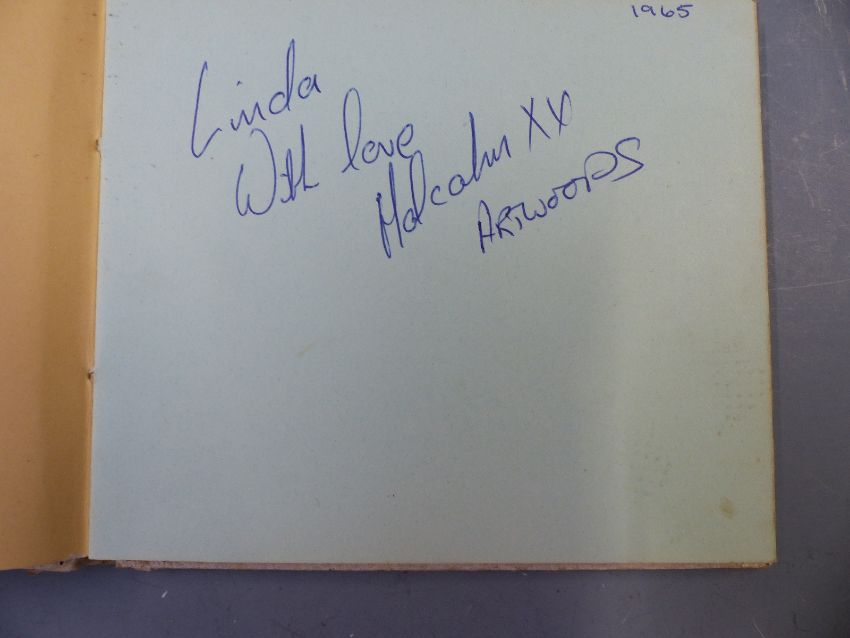 1965
Linda
With love
Malcolm XX
ARTWOODS